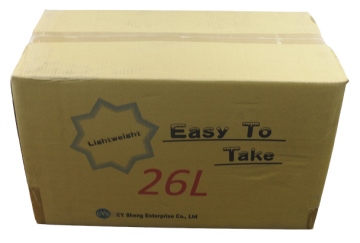 Lightweight
Easy To
Take
26L
CY Sheng Enterprise Co., Ltd